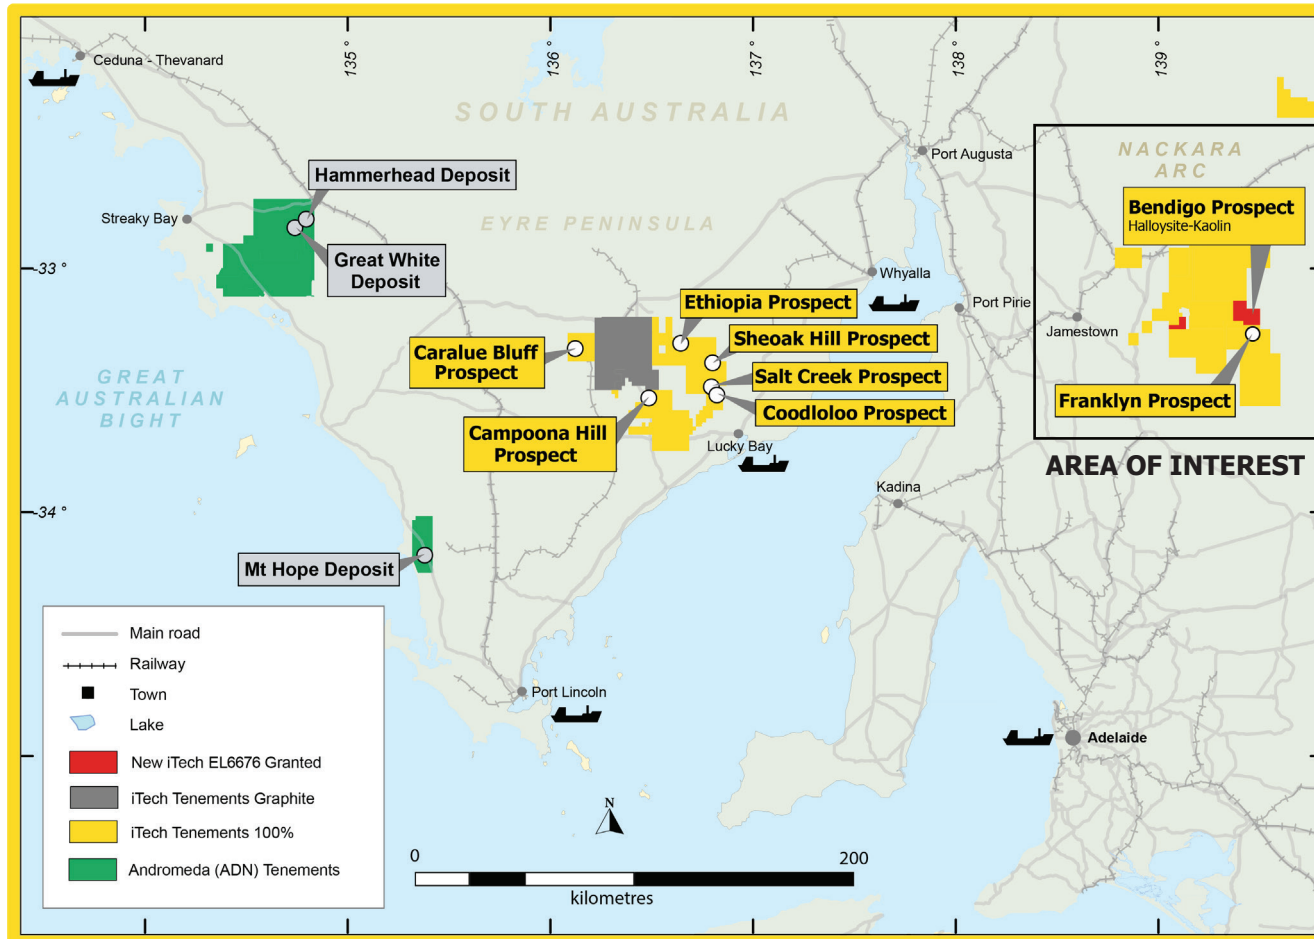 135°
136°
137°
138°
139°
Ceduna - Thevanard
SOUTH AUSTRALIA
Port Augusta
NACKARA
ARC
Hammerhead Deposit
Bendigo Prospect
Halloysite-Kaolin
Streaky Bay
EYRE PENINSULA
Great White
Deposit
-33°
Whyalla
Ethiopia Prospect
Port Pirie
Jamestown
Sheoak Hill Prospect
Caralue Bluff
Prospect
GREAT
AUSTRALIAN
BIGHT
Salt Creek Prospect
Franklyn Prospect
Coodloloo Prospect
Campoona Hill
Prospect
Lucky Bay
AREA OF INTEREST
Kadina
-34°
Mt Hope Deposit
Port Lincoln
Adelaide
Main road
Railway
Town
Lake
New iTech EL6676 Granted
iTech Tenements Graphite
iTech Tenements 100%
Andromeda (ADN) Tenements
N
0
200
kilometres